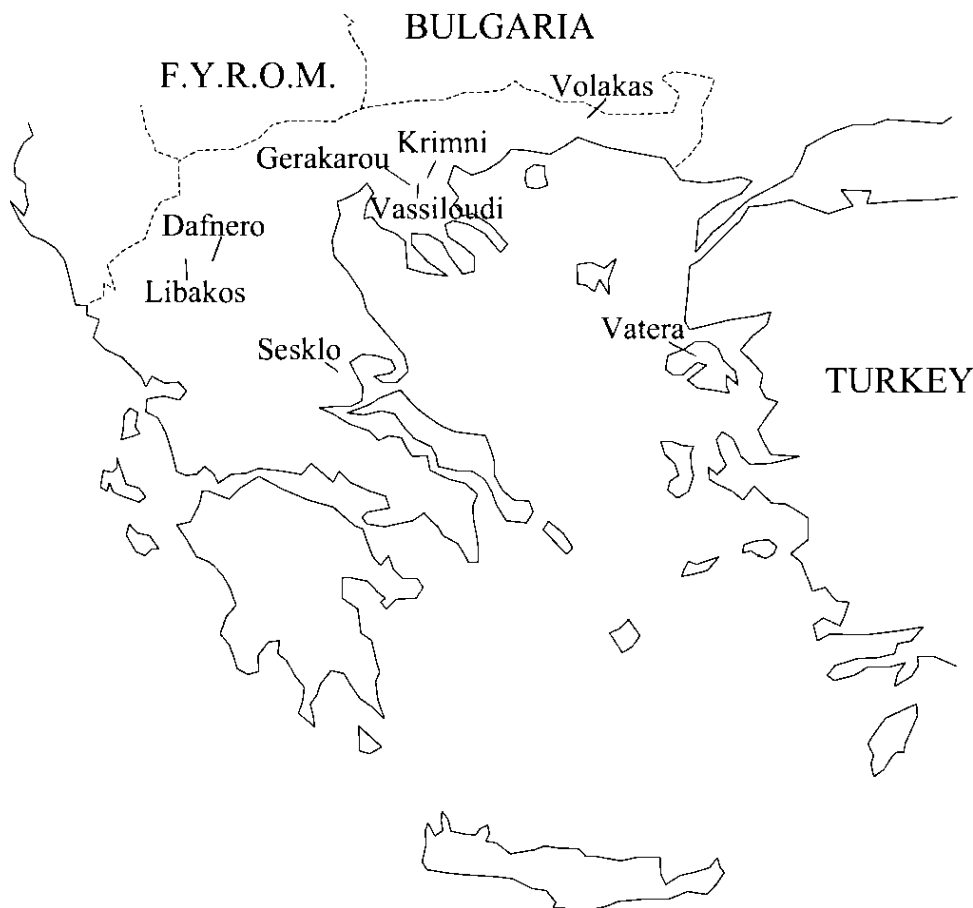 BULGARIA
F.Y.R.O.M.
Volakas
Krimni
Gerakarou
Vassiloudi
Dafnero
Libakos
Vatera
Sesklo
TURKEY